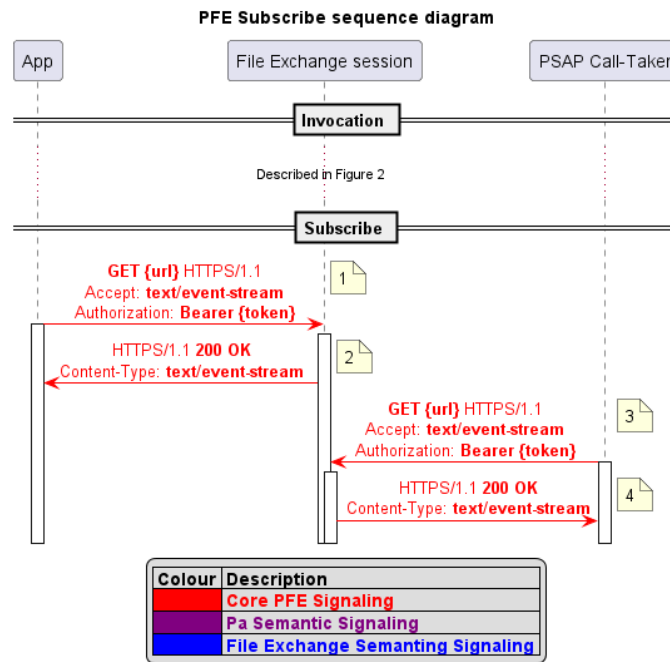 PFE Subscribe sequence diagram
App
File Exchange session
PSAP Call-Taker
Invocation
Described in Figure 2
Subscribe
GET {url} HTTPS/1.1
Accept: text/event-stream
Authorization: Bearer {token}
1
HTTPS/1.1 200 OK
Content-Type: text/event-stream
2
GET {url} HTTPS/1.1
Accept: text/event-stream
Authorization: Bearer {token}
3
HTTPS/1.1 200 OK
Content-Type: text/event-stream
4
Colour Description
Core PFE Signaling
Pa Semantic Signaling
File Exchange Semanting Signaling